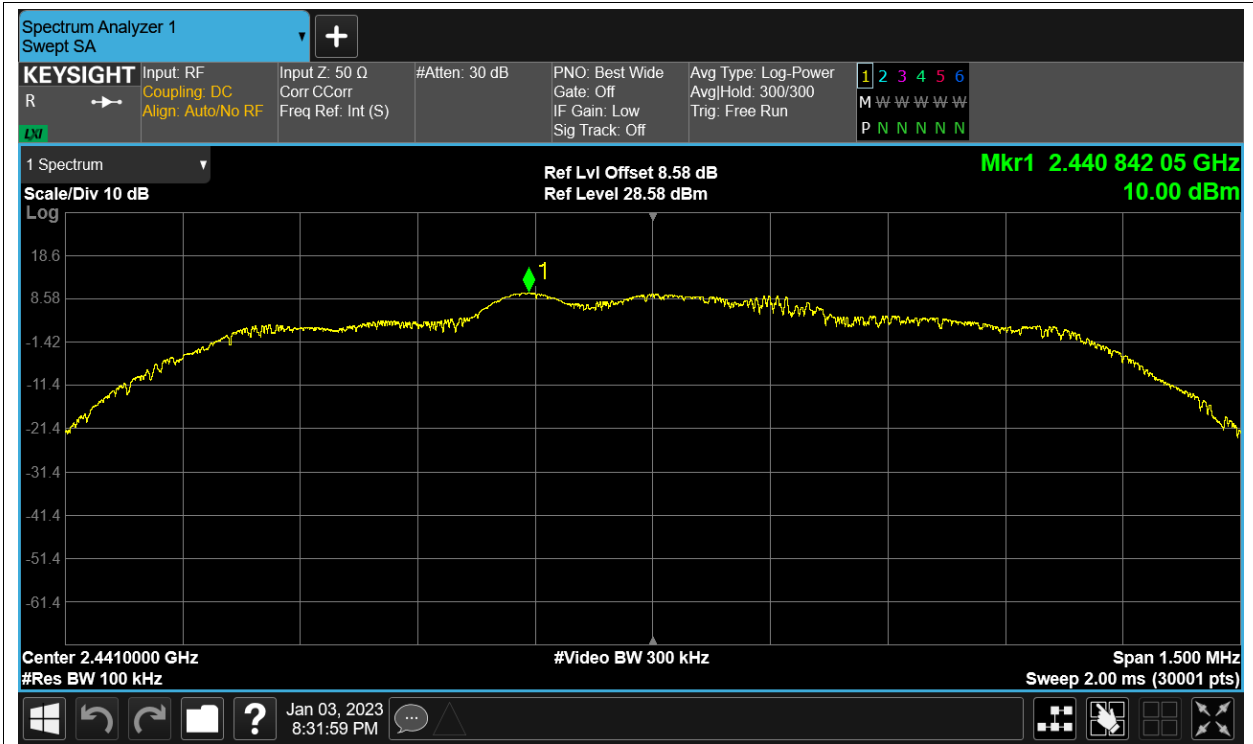 Spectrum Analyzer 1
Swept SA
+
KEYSIGHT
R
LXI
Input: RF
Coupling: DC
Align: Auto/No RF
Input Z: 50 Ω
Corr CCorr
Freq Ref: Int (S)
#Atten: 30 dB
PNO: Best Wide
Gate: Off
IF Gain: Low
Sig Track: Off
Avg Type: Log-Power
Avg|Hold: 300/300
Trig: Free Run
1 2 3 4 5 6
M W W W W W
P N N N N N
1 Spectrum
Scale/Div 10 dB
Log
Ref Lvl Offset 8.58 dB
Ref Level 28.58 dBm
Mkr1 2.440 842 05 GHz
10.00 dBm
1
18.6
8.58
-1.42
-11.4
-21.4
-31.4
-41.4
-51.4
-61.4
Center 2.4410000 GHz
#Res BW 100 kHz
#Video BW 300 kHz
Span 1.500 MHz
Sweep 2.00 ms (30001 pts)
?
Jan 03, 2023
8:31:59 PM